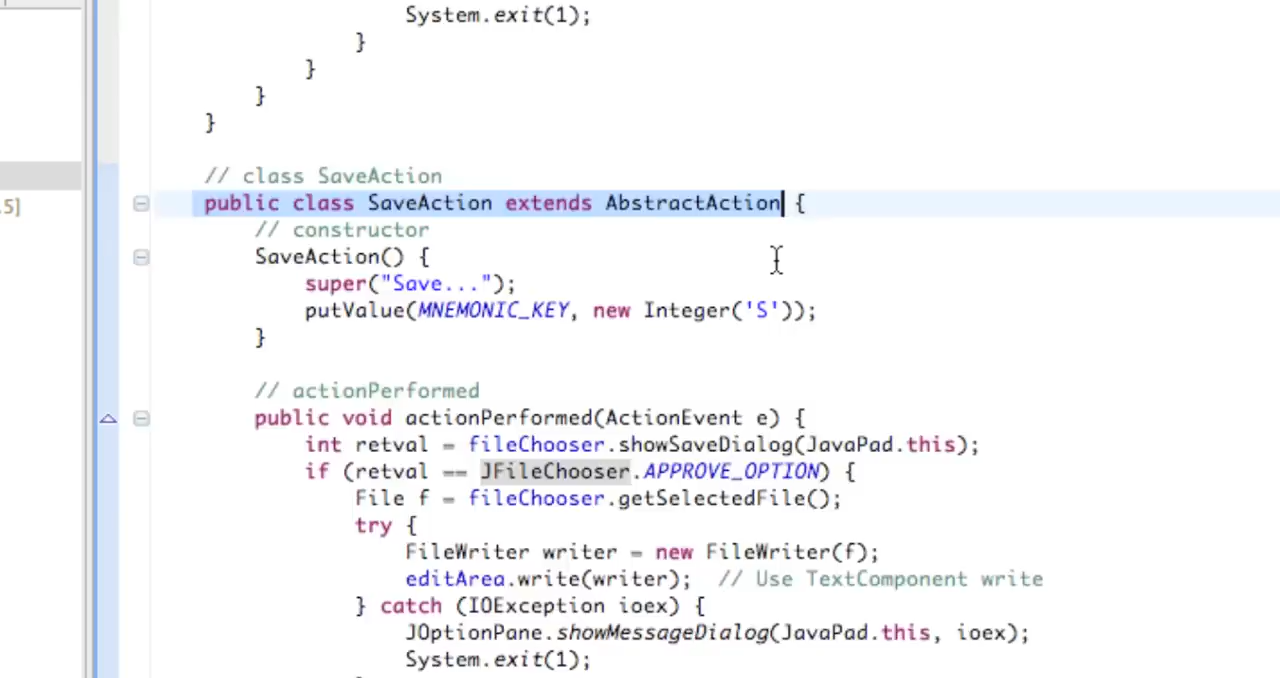 System.exit(1);
}
}
}
}
// class SaveAction
public class SaveAction extends AbstractAction {
// constructor
SaveAction() {
super("Save...");
putValue(MNEMONIC_KEY, new Integer('S'));
}
// actionPerformed
public void actionPerformed(ActionEvent e) {
int retval = fileChooser.showSaveDialog(JavaPad.this);
if (retval == JFileChooser.APPROVE_OPTION) {
File f = fileChooser.getSelectedFile();
try {
FileWriter writer = new FileWriter(f);
editArea.write(writer);  // Use TextComponent write
} catch (IOException ioex) {
JOptionPane.showMessageDialog(JavaPad.this, ioex);
System.exit(1);
.5]